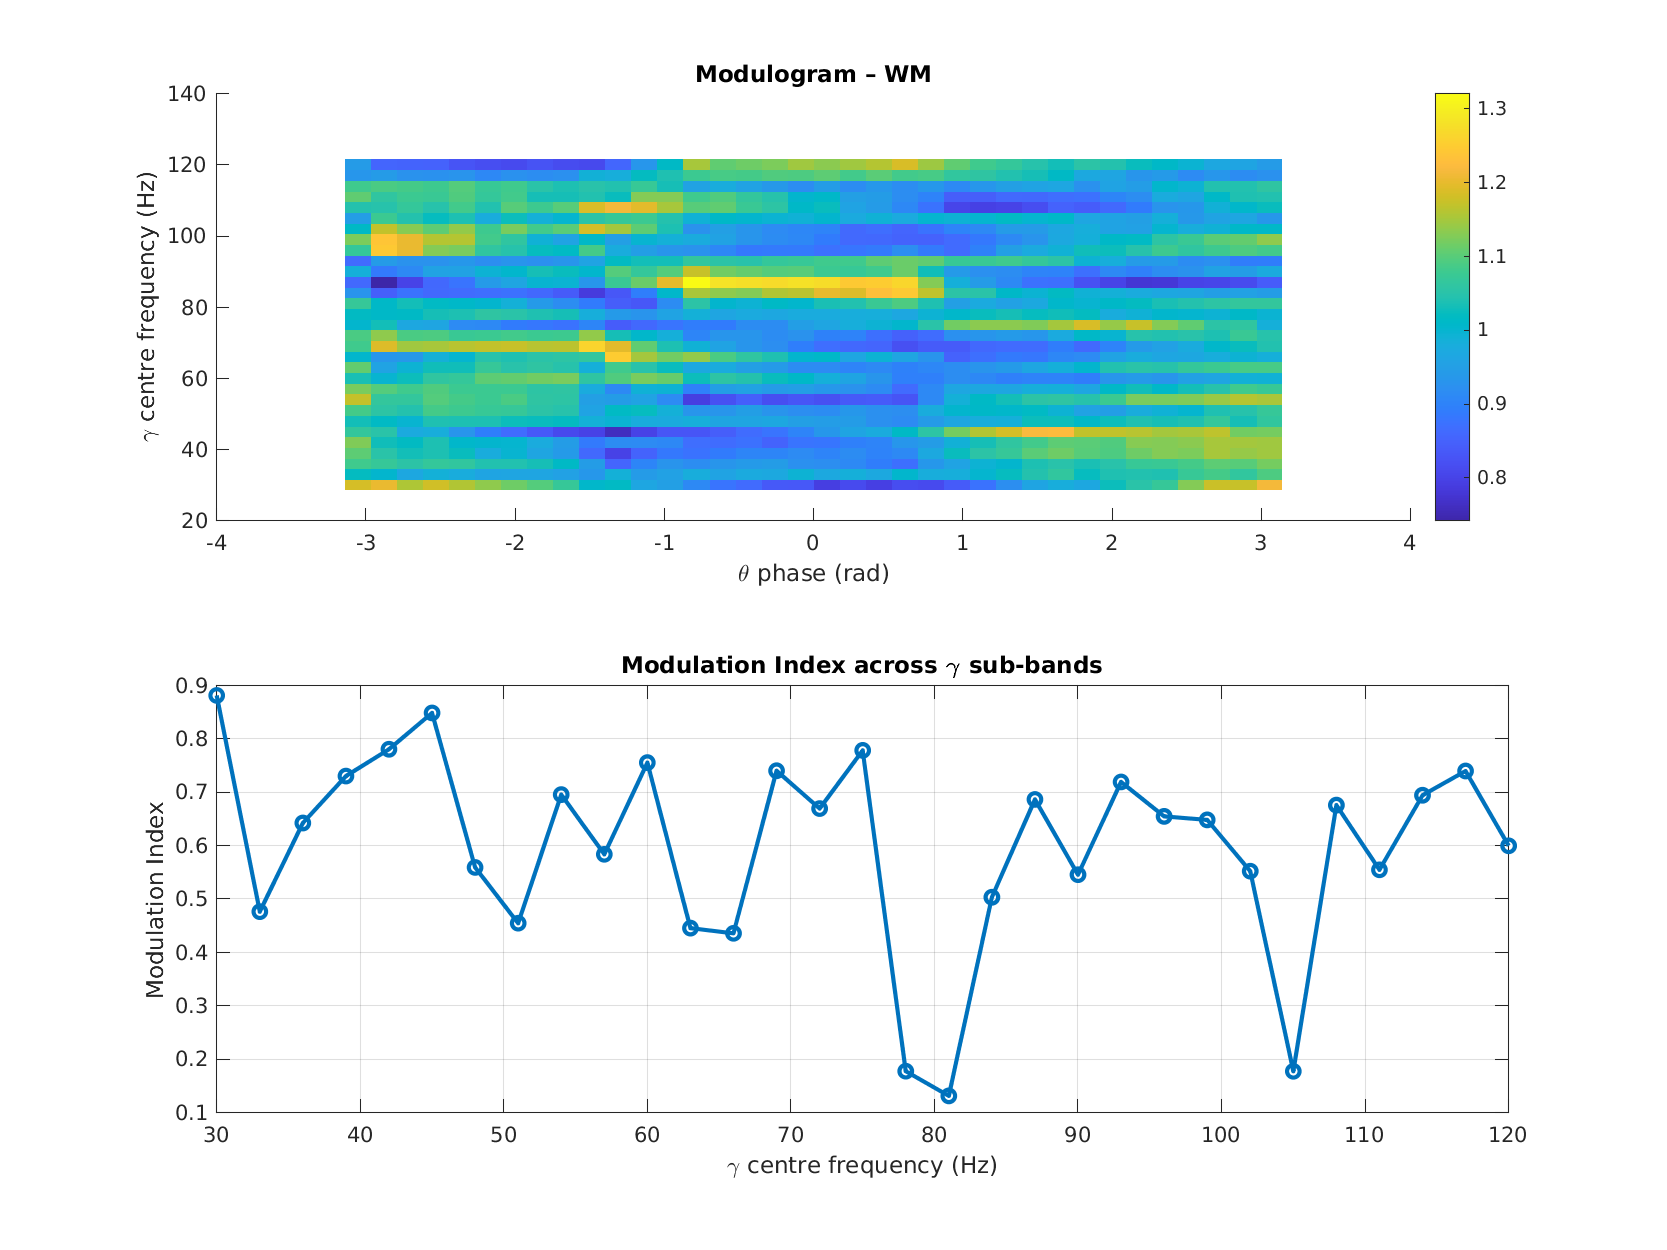 Modulogram – WM
140
120
100
80
60
40
20
γ centre frequency (Hz)
-4 -3 -2 -1 0 1 2 3 4
θ phase (rad)
1.3
1.2
1.1
1
0.9
0.8
Modulation Index across γ sub-bands
0.9
0.8
0.7
0.6
0.5
0.4
0.3
0.2
0.1
Modulation Index
30 40 50 60 70 80 90 100 110 120
γ centre frequency (Hz)